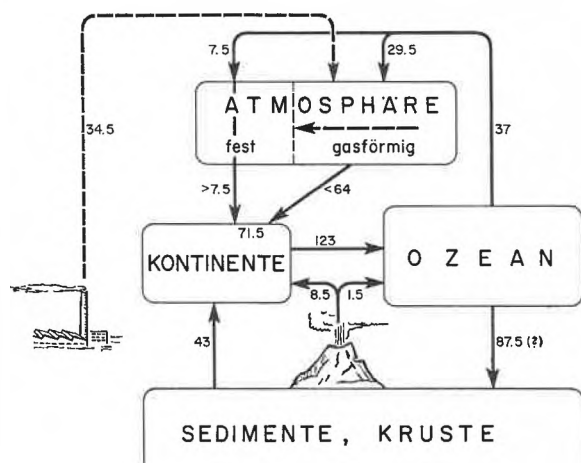 7.5
29.5
ATMOSPHÄRE
34.5
37
fest
gasförmig
>7.5
<64
71.5
KONTINENTE
123
OZEAN
8.5
1.5
43
87.5 (?)
SEDIMENTE, KRUSTE